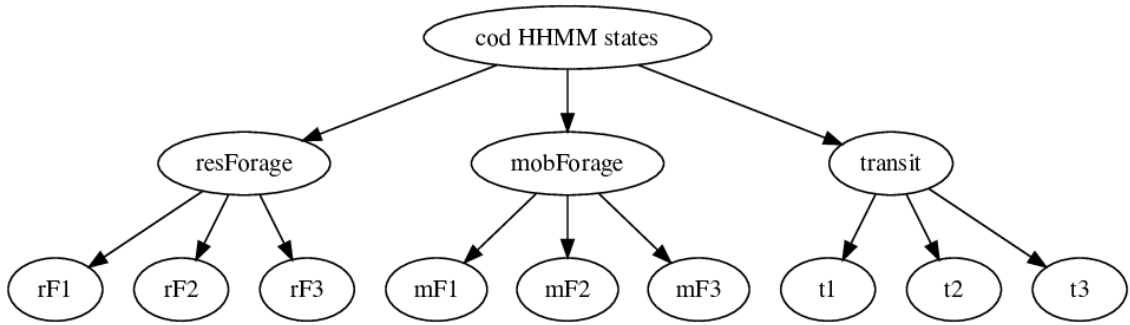 cod HHMM states
resForage
mobForage
transit
rF1
rF2
rF3
mF1
mF2
mF3
t1
t2
t3